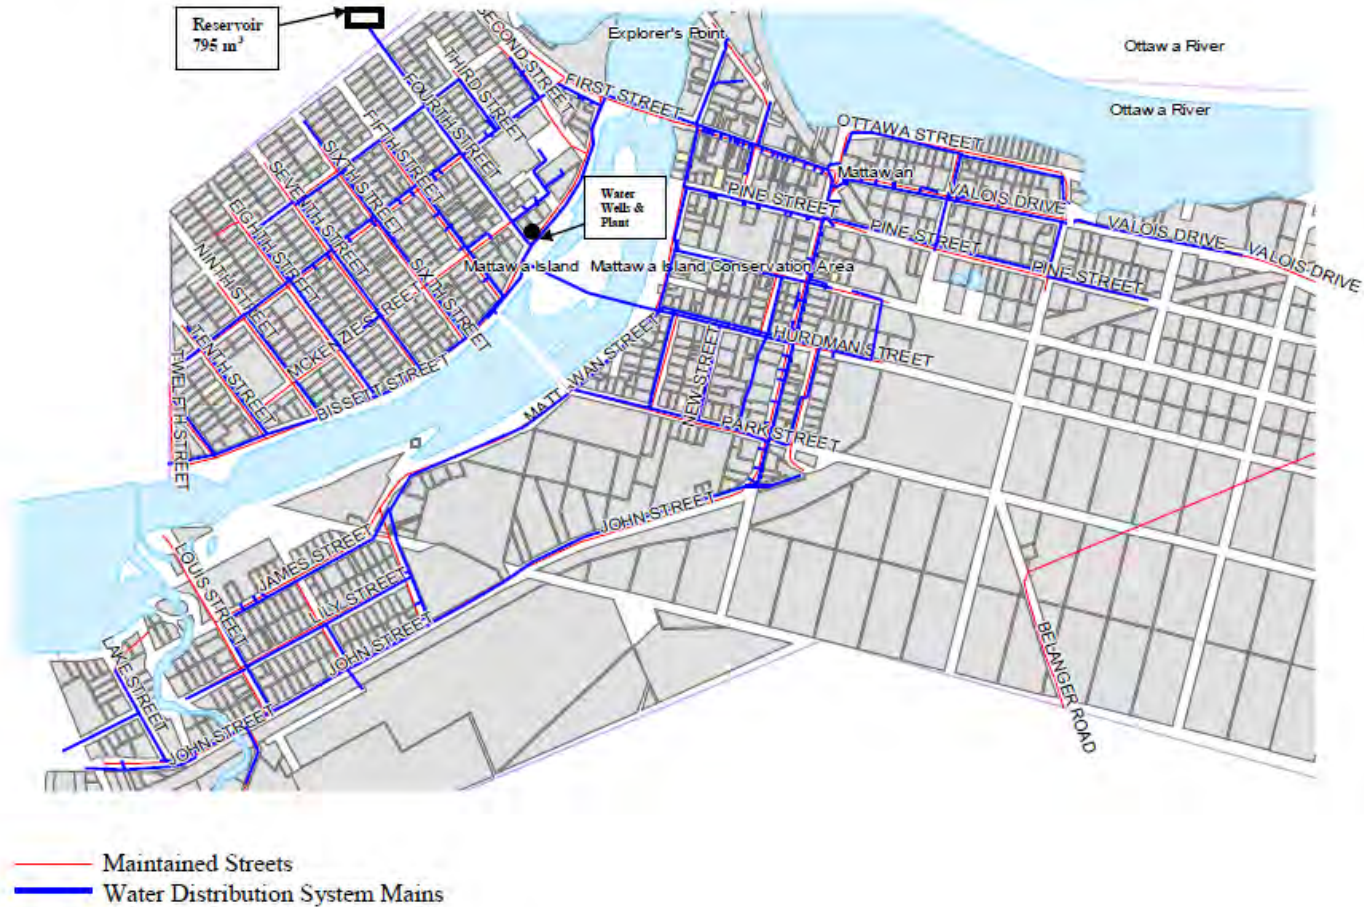 Reservoir
795 m³
SECOND STREET
Explorer's Point
Ottawa River
THIRD STREET
FOURTH STREET
FIRST STREET
Ottawa River
FIFTH STREET
OTTAWA STREET
SIXTH STREET
SEVENTH STREET
Mattawan
Water
Wells &
Plant
PINE STREET
VALOIS DRIVE
EIGHTH STREET
PINE STREET
VALOIS DRIVE
VALOIS DRIVE
NINTH STREET
SIXTH STREET
Mattawa Island
Mattawa Island Conservation Area
PINE STREET
MCKENZIE STREET
TENTH STREET
TWELFTH STREET
BISSETT STREET
HURDMAN STREET
MATTAWAN STREET
NEW STREET
PARK STREET
JOHN STREET
LOUIS STREET
JAMES STREET
LILY STREET
JOHN STREET
LAKE STREET
JOHN STREET
BELANGER ROAD
Maintained Streets
Water Distribution System Mains